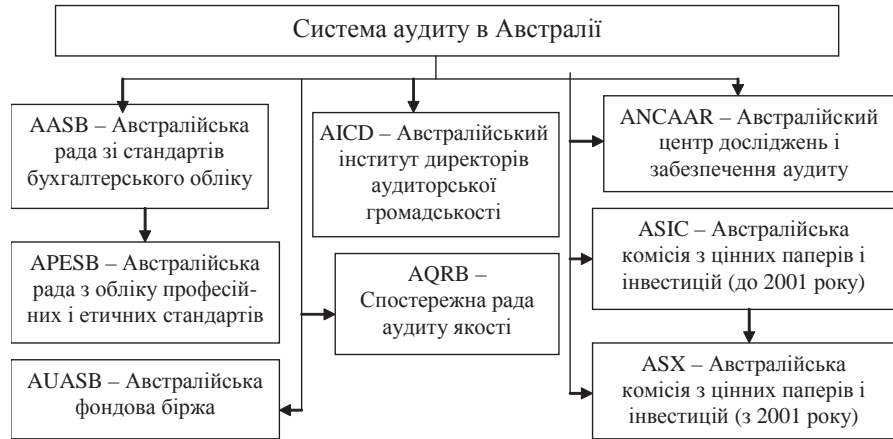 Система аудиту в Австралії
AASB – Австралійська
рада зі стандартів
бухгалтерського обліку
AICD – Австралійський
інститут директорів
аудиторської
громадськості
ANCAAR – Австралійский
центр досліджень і
забезпечення аудиту
APESB – Австралійська
рада з обліку професій-
них і етичних стандартів
AQRB –
Спостережна рада
аудиту якості
ASIC – Австралійська
комісія з цінних паперів і
інвестицій (до 2001 року)
AUASB – Австралійська
фондова біржа
ASX – Австралійська
комісія з цінних паперів і
інвестицій (з 2001 року)